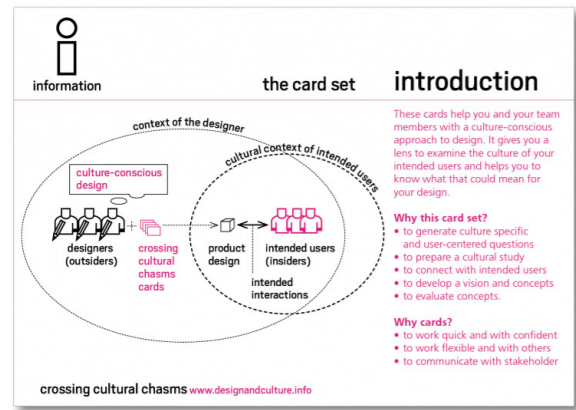 information
the card set
introduction
context of the designer
cultural context of intended users
culture-conscious
design
designers
(outsiders)
+
crossing
cultural
chasms
cards
product
design
intended users
(insiders)
intended
interactions
These cards help you and your team
members with a culture-conscious
approach to design. It gives you a
lens to examine the culture of your
intended users and helps you to
know what that could mean for
your design.
Why this card set?
• to generate culture specific
and user-centered questions
• to prepare a cultural study
• to connect with intended users
• to develop a vision and concepts
• to evaluate concepts.
Why cards?
• to work quick and with confident
• to work flexible and with others
• to communicate with stakeholder
crossing cultural chasms www.designandculture.info